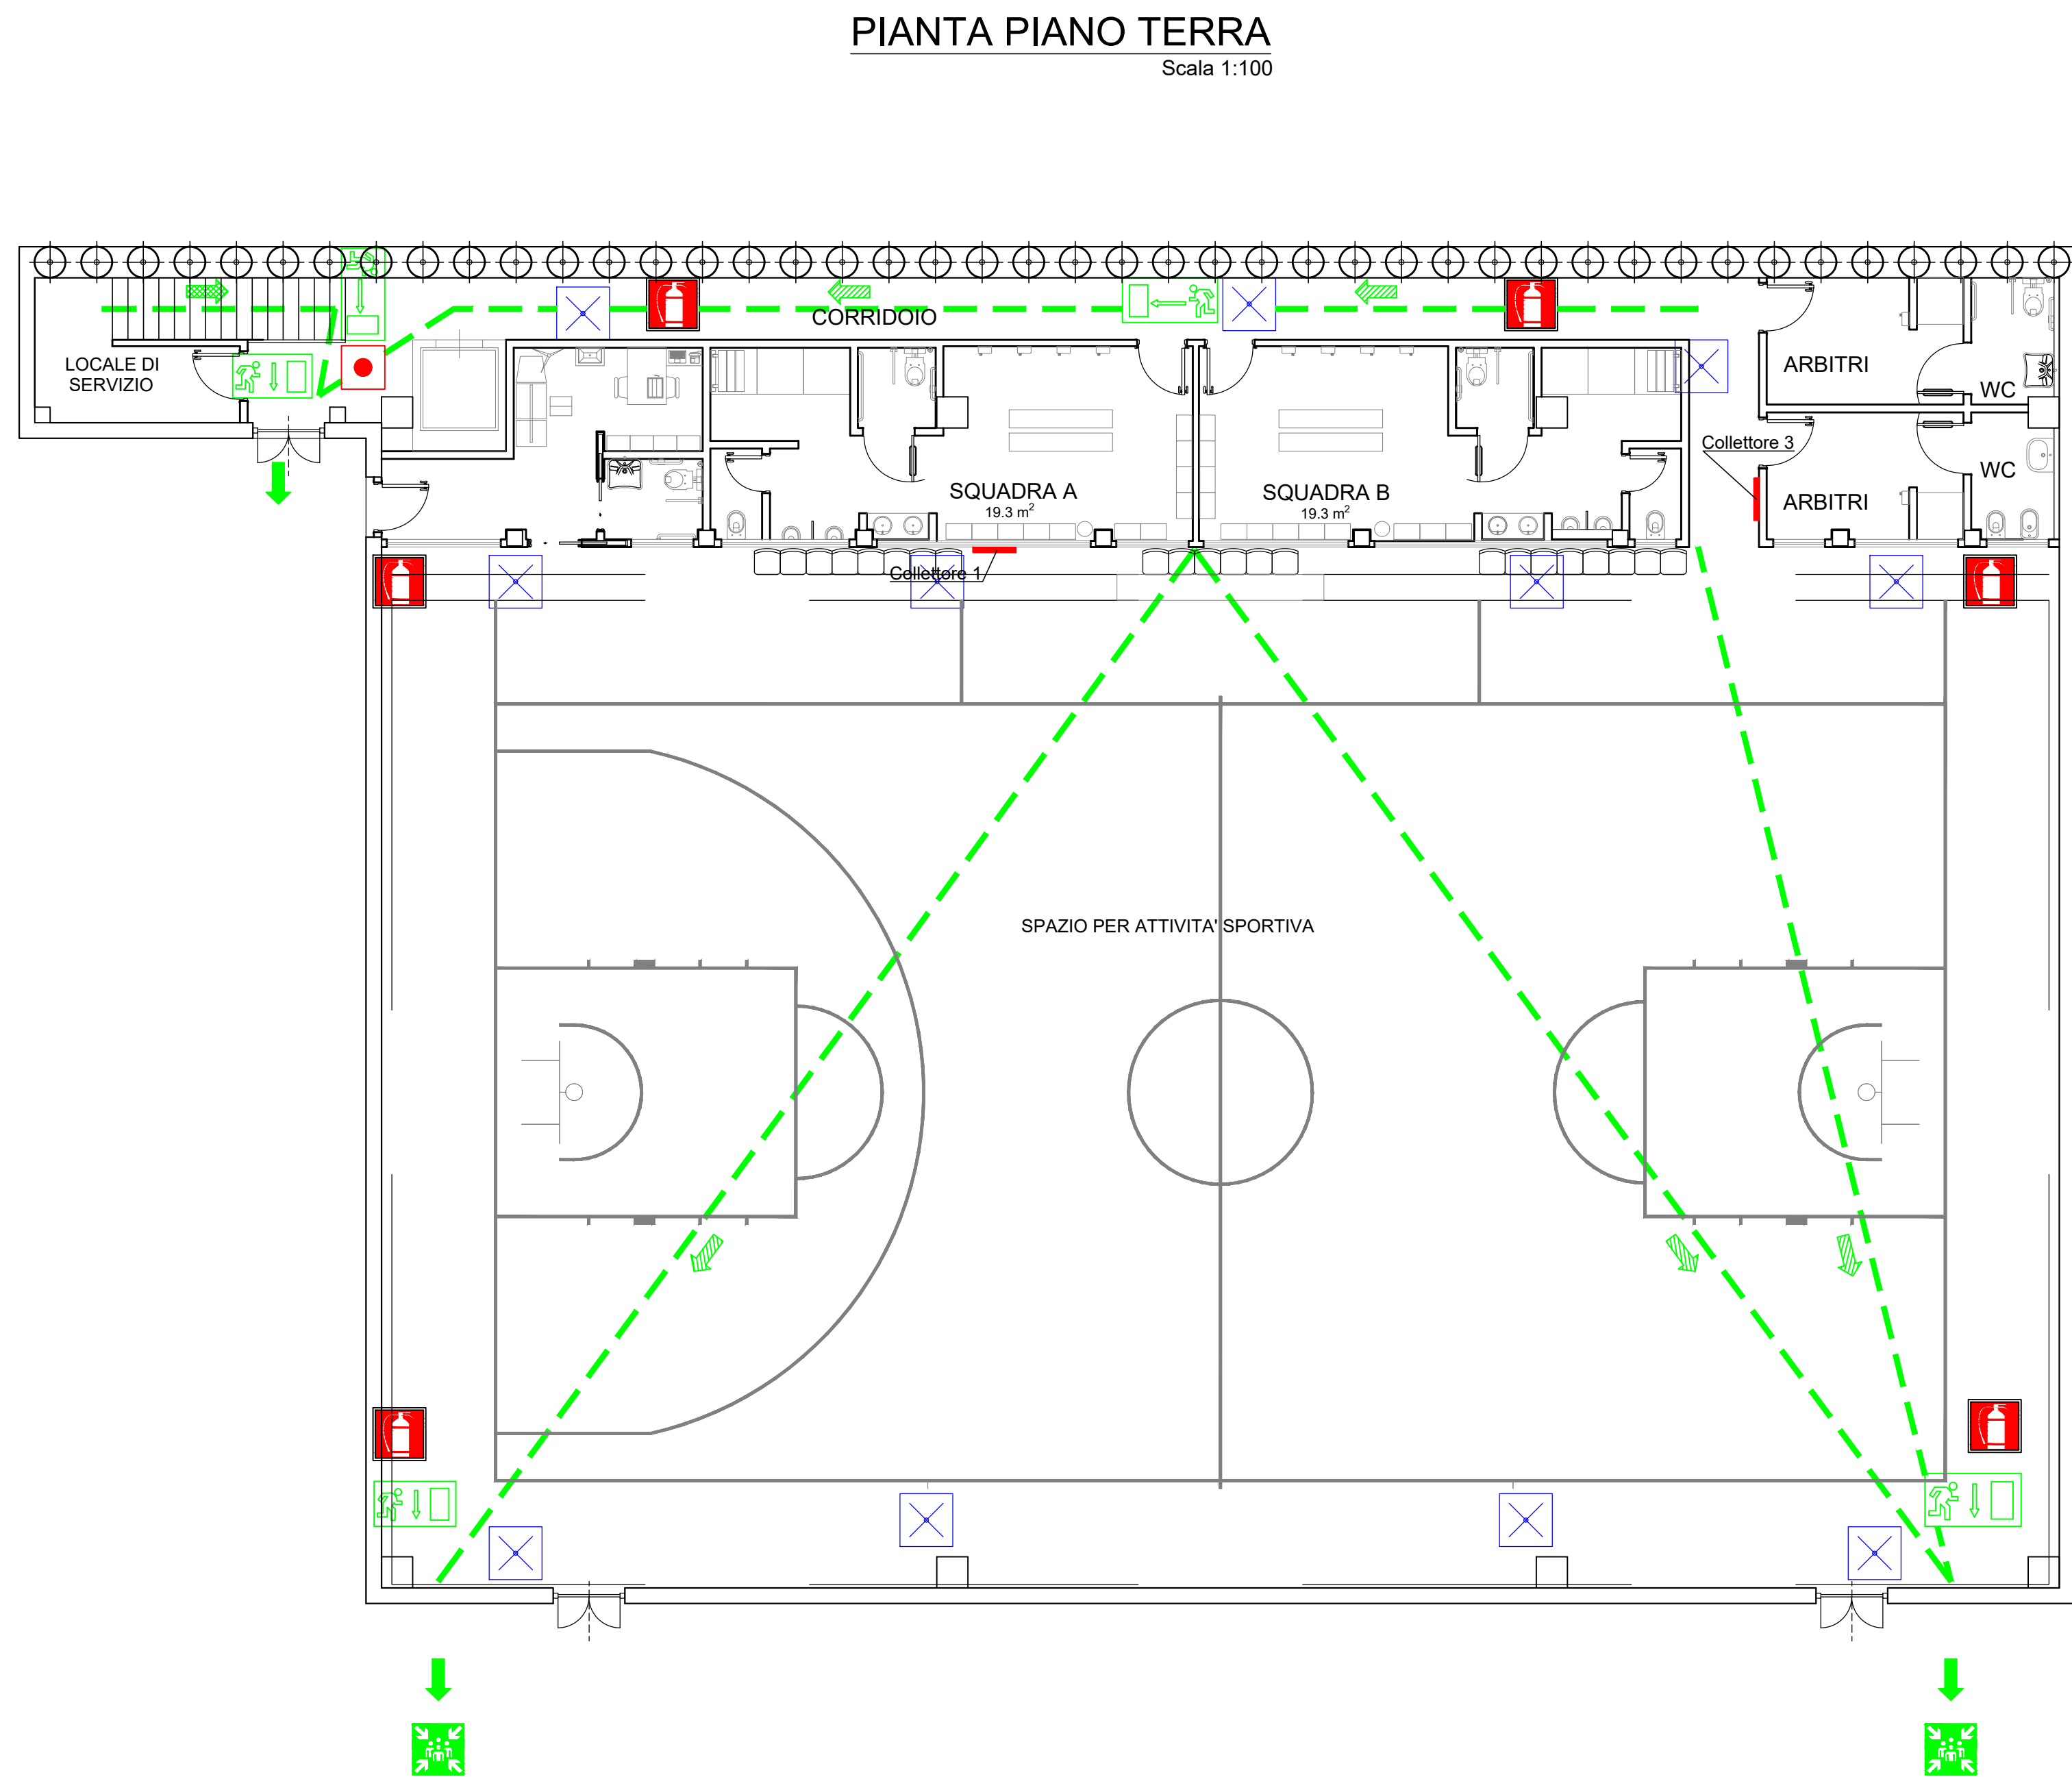 PIANTA PIANO TERRA
Scala 1:100
CORRIDOIO
LOCALE DI
SERVIZIO
ARBITRI
WC
Collettore 3
WC
SQUADRA A
19.3 m²
SQUADRA B
19.3 m²
ARBITRI
Collettore 1
SPAZIO PER ATTIVITA' SPORTIVA